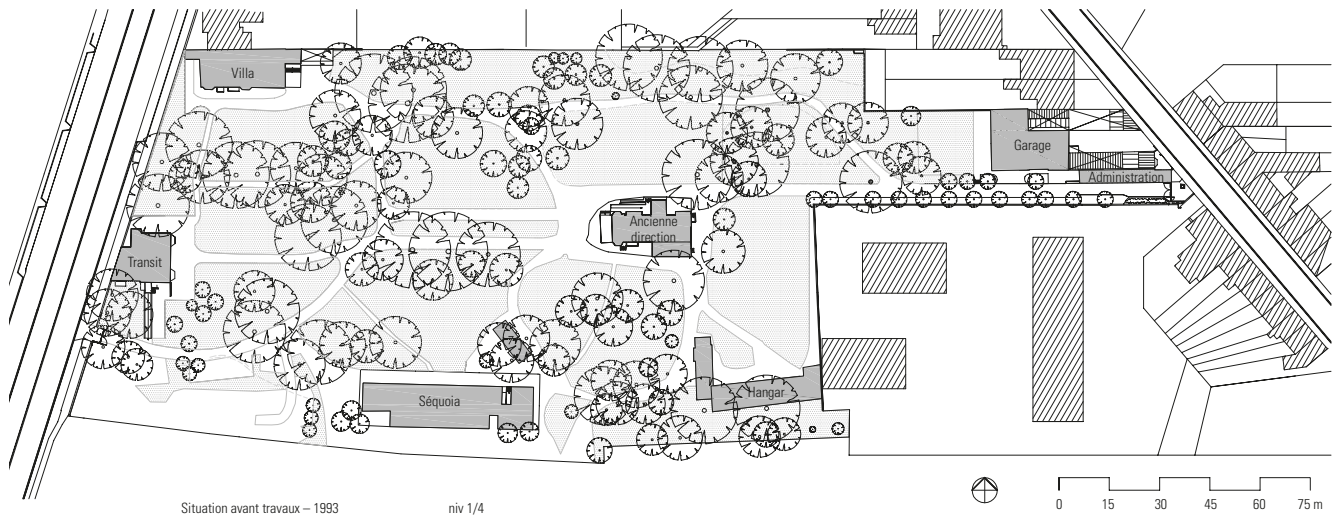 Villa
Garage
Administration
Ancienne
direction
Transit
Séquoia
Hangar
Situation avant travaux – 1993
niv 1/4
0 15 30 45 60 75 m